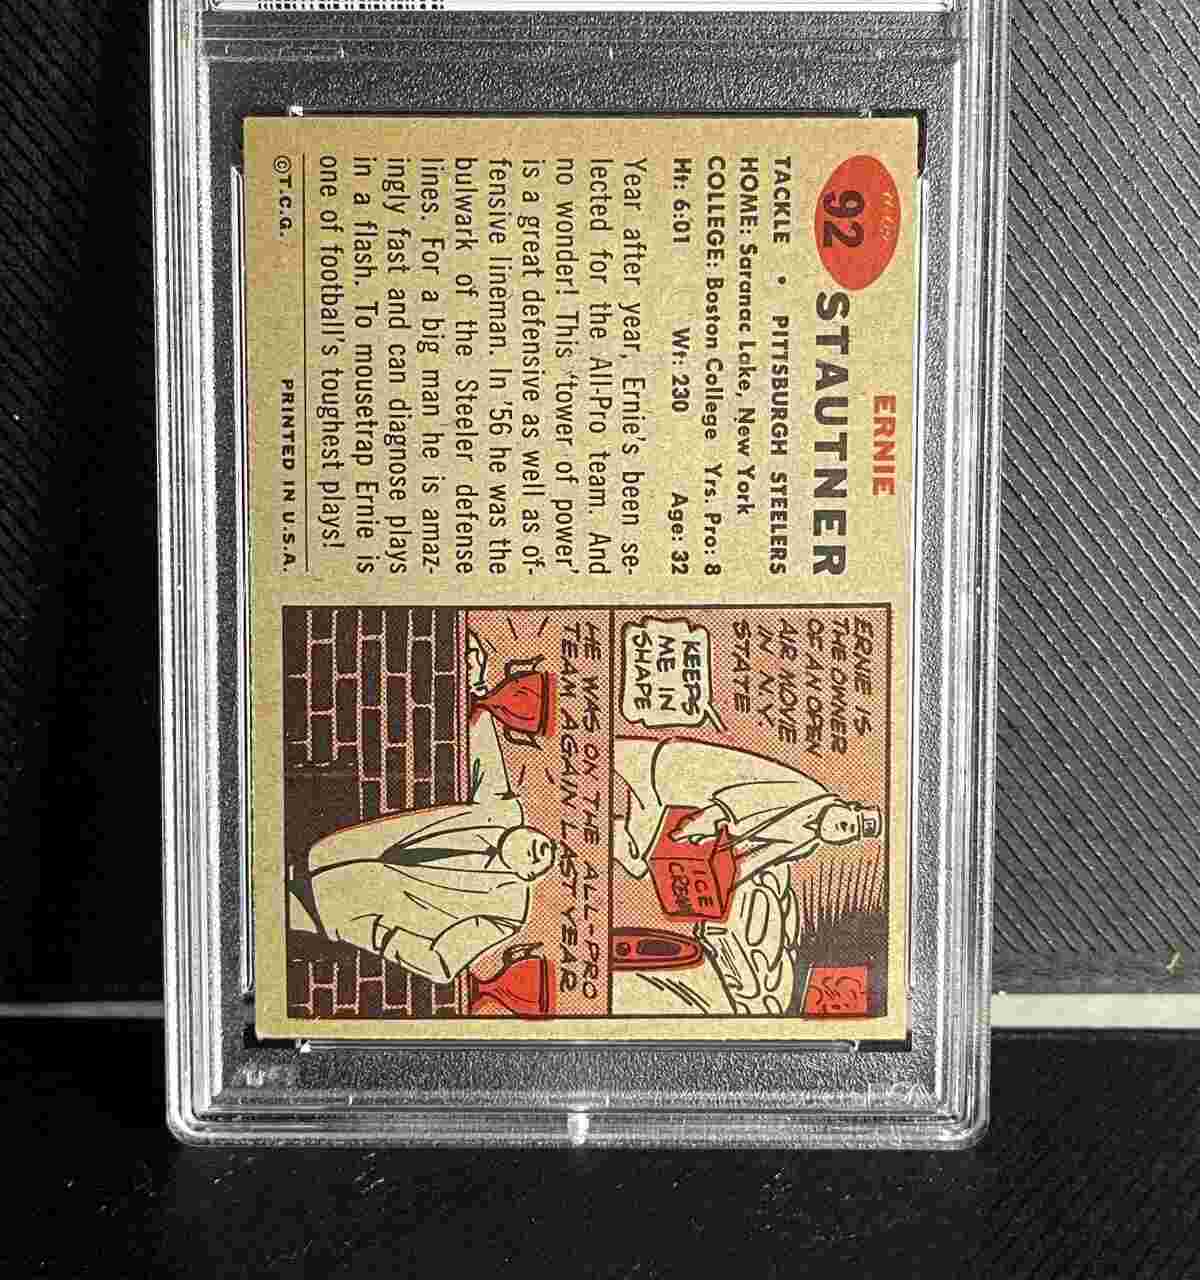 92
ERNIE
STAUTNER
TACKLE • PITTSBURGH STEELERS
HOME: Saranac Lake, New York
COLLEGE: Boston College Yrs. Pro: 8
Ht: 6:01 Wt: 230 Age: 32
Year after year, Ernie's been se-
lected for the All-Pro team. And
no wonder! This "tower of power"
is a great defensive as well as of-
fensive lineman. In '56 he was the
bulwark of the Steeler defense
lines. For a big man he is amaz-
ingly fast and can diagnose plays
in a flash. To mousetrap Ernie is
one of football's toughest plays!
©T.C.G. PRINTED IN U.S.A.
ERNIE IS
THE OWNER
OF AN OPEN
AIR MOVIE
IN N.Y.
STATE
KEEPS
ME IN
SHAPE
ICE
CREAM
HE WAS ON THE ALL-PRO
TEAM AGAIN LAST YEAR